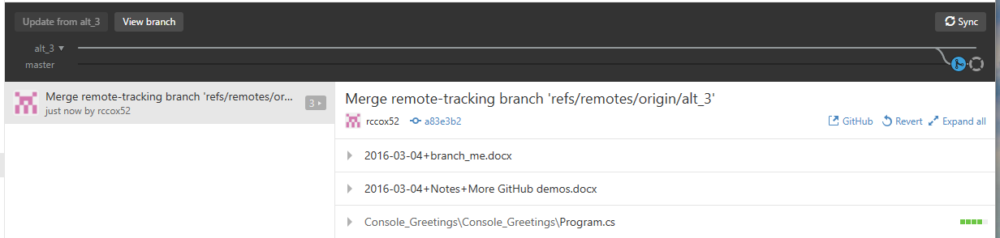 Update from alt_3 View branch Sync
alt_3
master
Merge remote-tracking branch 'refs/remotes/or...
just now by rccox52
3
Merge remote-tracking branch 'refs/remotes/origin/alt_3'
rccox52 a83e3b2 GitHub Revert Expand all
2016-03-04+branch_me.docx
2016-03-04+Notes+More GitHub demos.docx
Console_Greetings\Console_Greetings\Program.cs